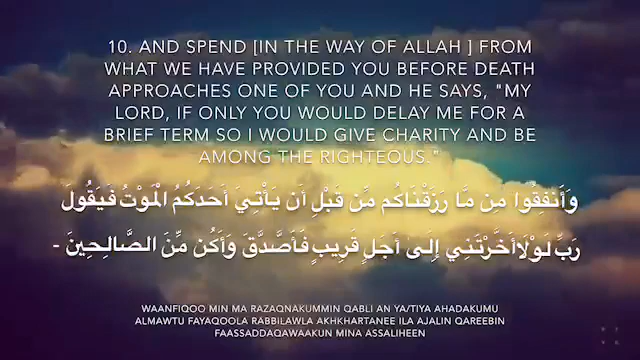 10. AND SPEND [IN THE WAY OF ALLAH ] FROM
WHAT WE HAVE PROVIDED YOU BEFORE DEATH
APPROACHES ONE OF YOU AND HE SAYS, "MY
LORD, IF ONLY YOU WOULD DELAY ME FOR A
BRIEF TERM SO I WOULD GIVE CHARITY AND BE
AMONG THE RIGHTEOUS."
وَأَنفِقُوا مِن مَّا رَزَقْنَاكُم مِّن قَبْلِ أَن يَأْتِيَ أَحَدَكُمُ الْمَوْتُ فَيَقُولَ
رَبِّ لَوْلَا أَخَّرْتَنِي إِلَىٰ أَجَلٍ قَرِيبٍ فَأَصَّدَّقَ وَأَكُن مِّنَ الصَّالِحِينَ -
WAANFIQOO MIN MA RAZAQNAKUMMIN QABLI AN YA/TIYA AHADAKUMU
ALMAWTU FAYAQOOLA RABBILAWLA AKHKHARTANEE ILA AJALIN QAREEBIN
FAASSADDAQAWAAKUN MINA ASSALIHEEN